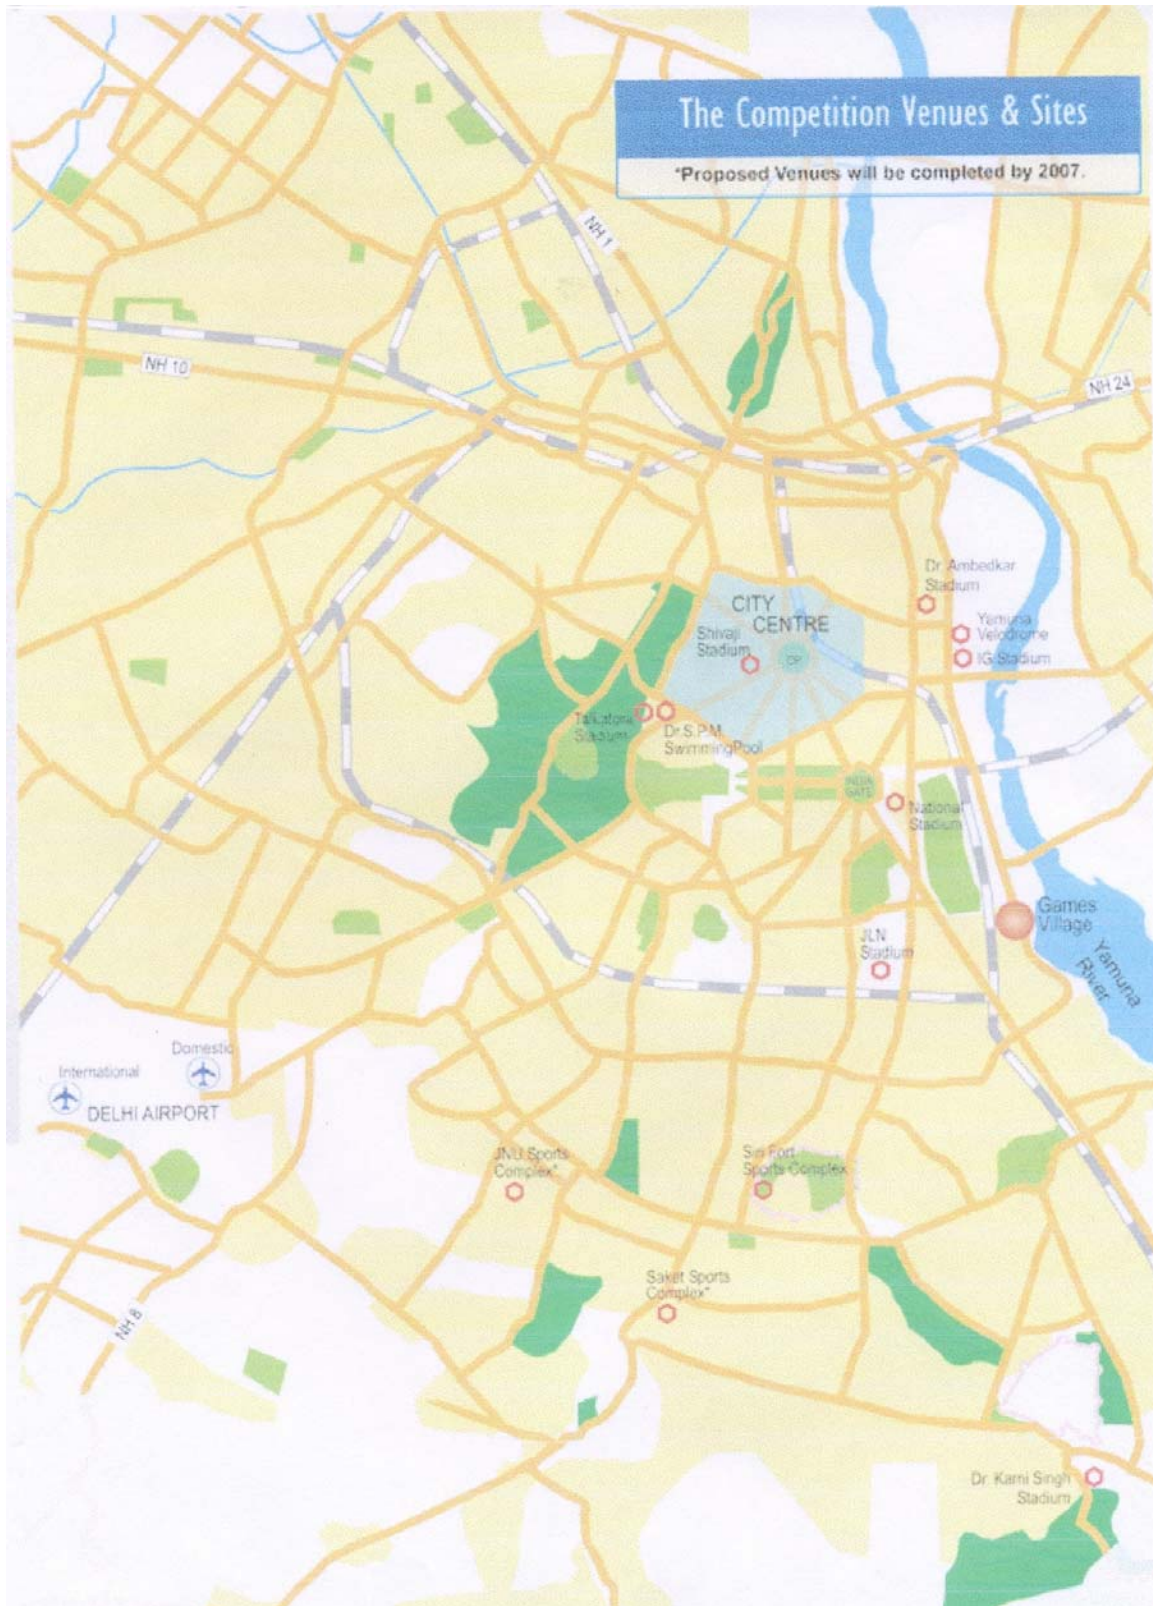 The Competition Venues & Sites
*Proposed Venues will be completed by 2007.
NH 1
NH 10
NH 24
Dr. Ambedkar
Stadium
CITY
CENTRE
Yamuna
Velodrome
Shivaji
Stadium
CP
IG Stadium
Talkatora
Stadium
Dr.S.P.M.
SwimmingPool
INDIA
GATE
National
Stadium
Games
Village
JLN
Stadium
Yamuna
River
Domestic
International
DELHI AIRPORT
JNU Sports
Complex*
Siri Fort
Sports Complex
Saket Sports
Complex*
NH 8
Dr. Karni Singh
Stadium